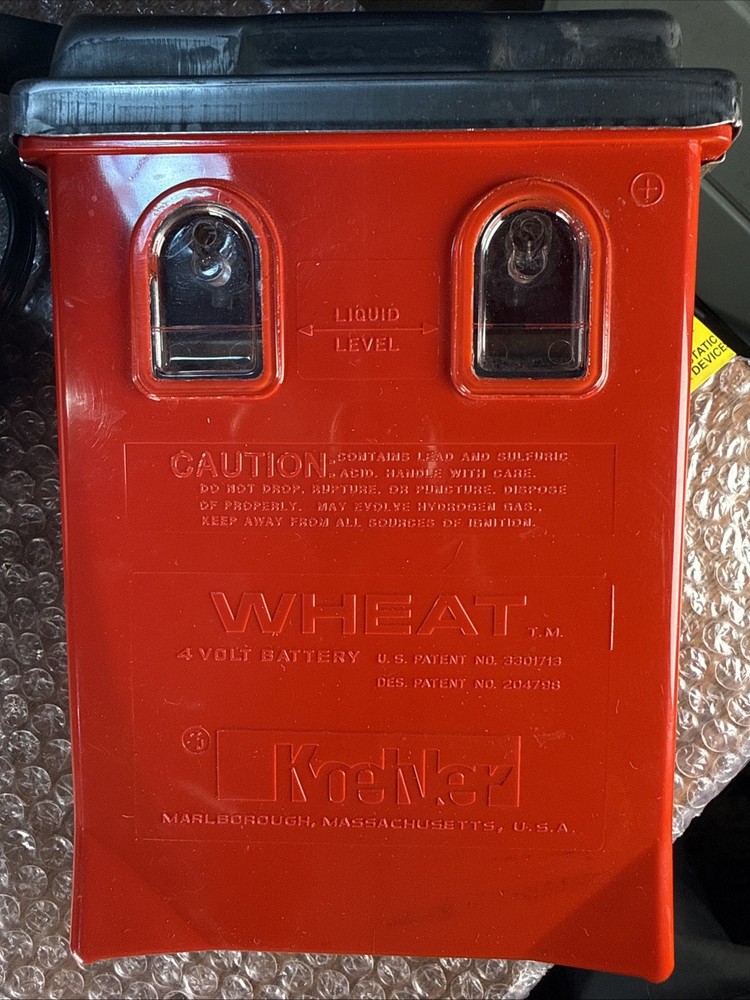 +
LIQUID
LEVEL
STATIC
DEVICE
CAUTION: CONTAINS LEAD AND SULFURIC
ACID. HANDLE WITH CARE.
DO NOT DROP, RUPTURE, OR PUNCTURE. DISPOSE
OF PROPERLY. MAY EVOLVE HYDROGEN GAS.,
KEEP AWAY FROM ALL SOURCES OF IGNITION.
WHEAT T.M.
4 VOLT BATTERY U.S. PATENT NO. 3301713
DES. PATENT NO. 204798
Koehler
MARLBOROUGH, MASSACHUSETTS, U.S.A.